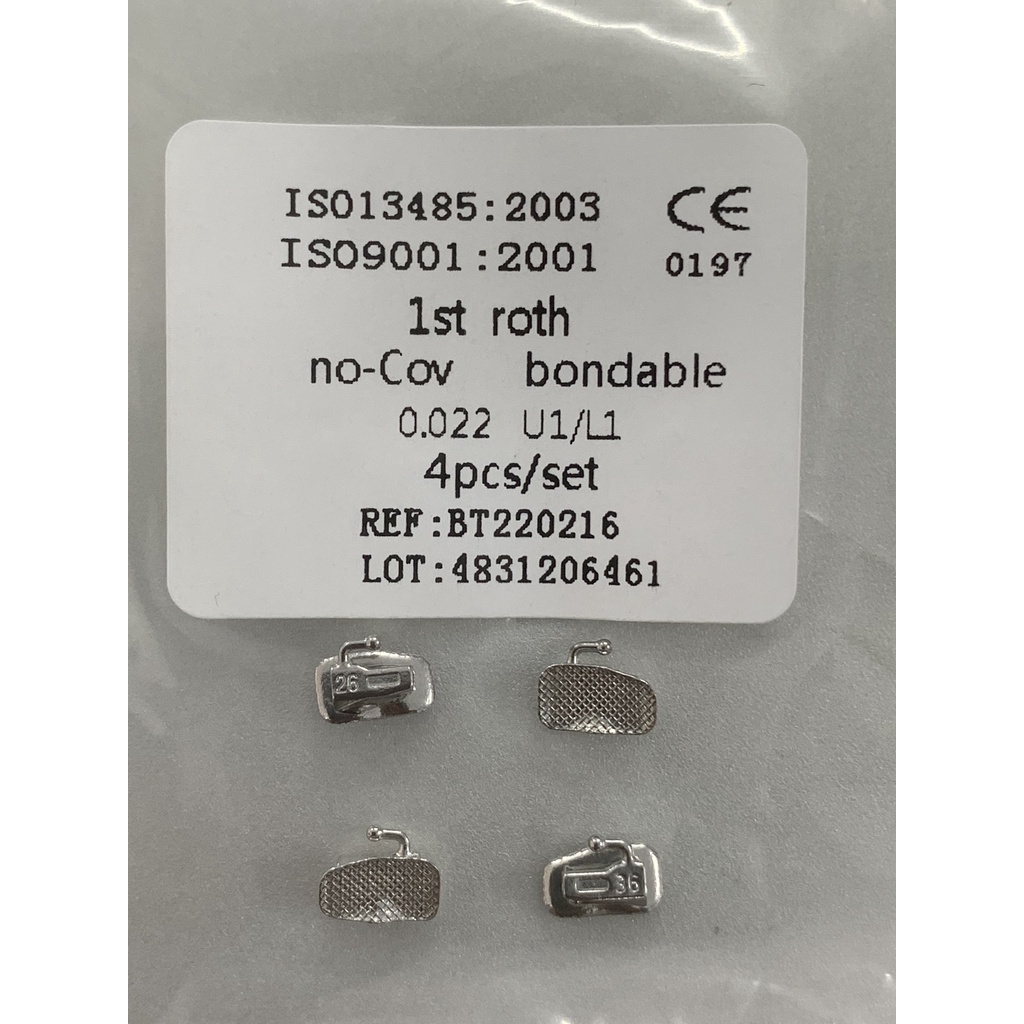 ISO13485:2003 CE
ISO9001:2001 0197
1st roth
no-Cov bondable
0.022 U1/L1
4pcs/set
REF:BT220216
LOT:4831206461
26
36